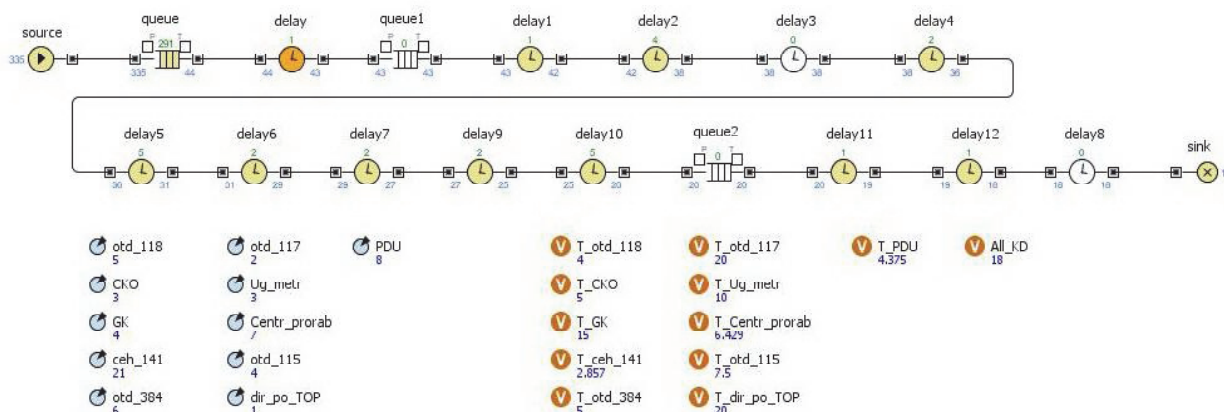 source queue delay queue1 delay1 delay2 delay3 delay4
P T P T
291 1 0 1 4 0 2
335 335 44 44 43 43 43 43 42 42 38 38 38 38 36
delay5 delay6 delay7 delay9 delay10 queue2 delay11 delay12 delay8 sink
P T
5 2 2 2 5 0 1 1 0
31 31 29 29 27 27 25 20 20 20 20 19 19 18 18 18
otd_118 otd_117 PDU T_otd_118 T_otd_117 T_PDU All_KD
5 2 8 4 20 4.375 18
CKO T_CKO
3 3 5 10
GK Centr_prorab T_GK T_Centr_prorab
4 7 15 6.429
ceh_141 otd_115 T_ceh_141 T_otd_115
21 4 2.857 7.5
otd_384 dir_po_TOP T_otd_384 T_dir_po_TOP
6 1 5 20